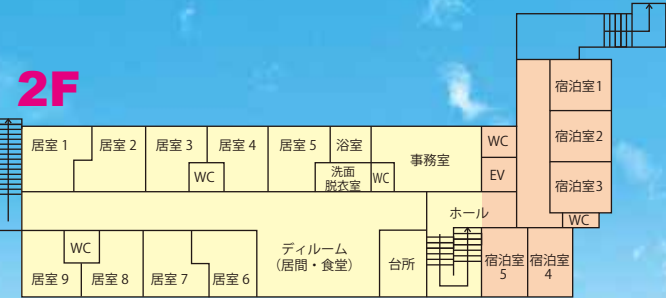 2F
宿泊室1
宿泊室2
宿泊室3
WC
居室 1
居室 2
居室 3
居室 4
居室 5
浴室
事務室
WC
EV
WC
洗面
脱衣室
WC
ホール
WC
ディルーム
(居間・食堂)
台所
宿泊室
5
宿泊室
4
居室 9
居室 8
居室 7
居室 6